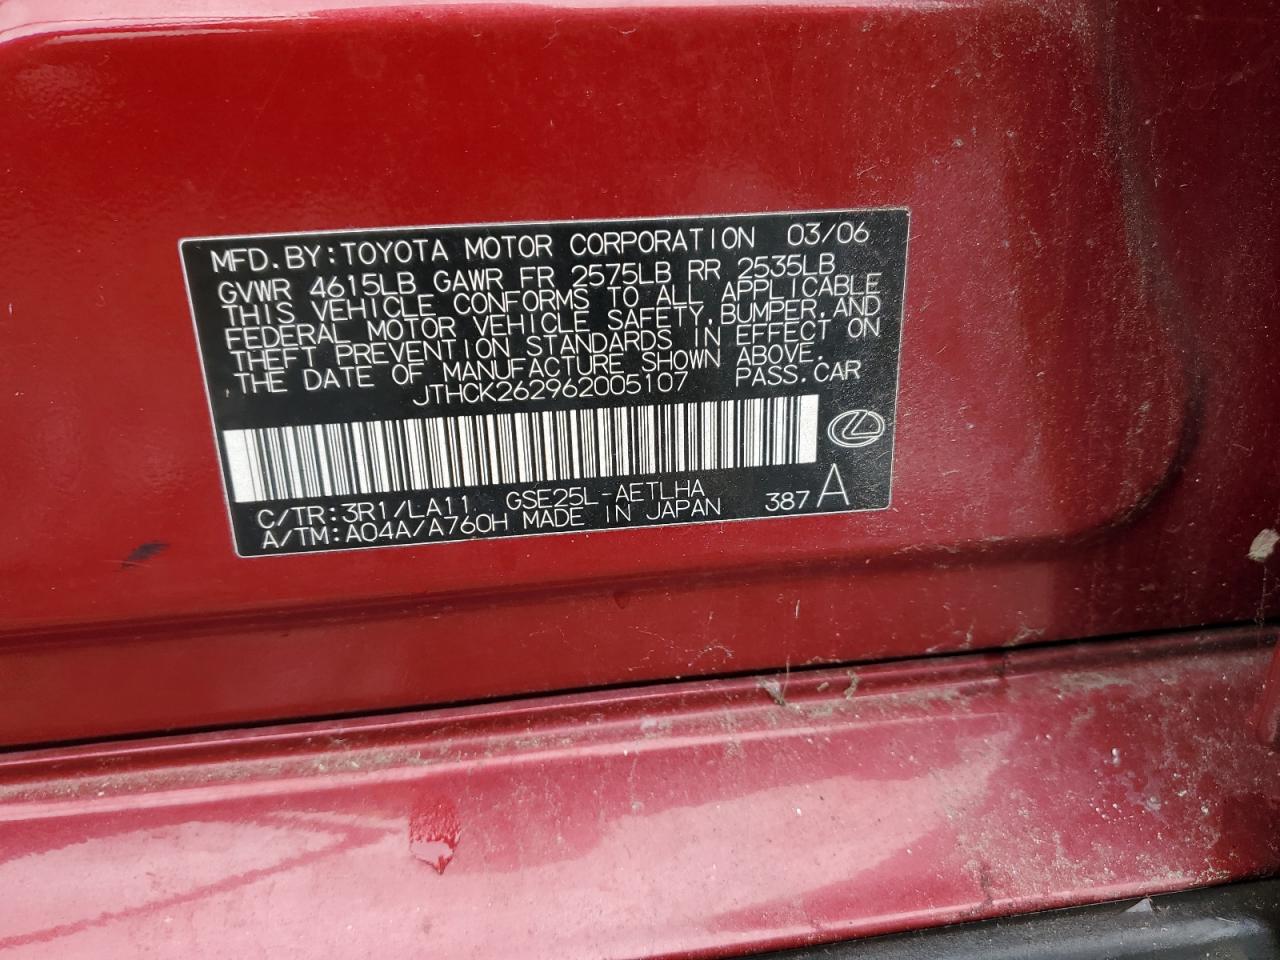 MFD.BY:TOYOTA MOTOR CORPORATION 03/06
GVWR 4615LB GAWR FR 2575LB RR 2535LB
THIS VEHICLE CONFORMS TO ALL APPLICABLE
FEDERAL MOTOR VEHICLE SAFETY,BUMPER,AND
THEFT PREVENTION STANDARDS IN EFFECT ON
THE DATE OF MANUFACTURE SHOWN ABOVE.
JTHCK262962005107 PASS.CAR
C/TR:3R1/LA11 GSE25L-AETLHA 387 A
A/TM:A04A/A760H MADE IN JAPAN